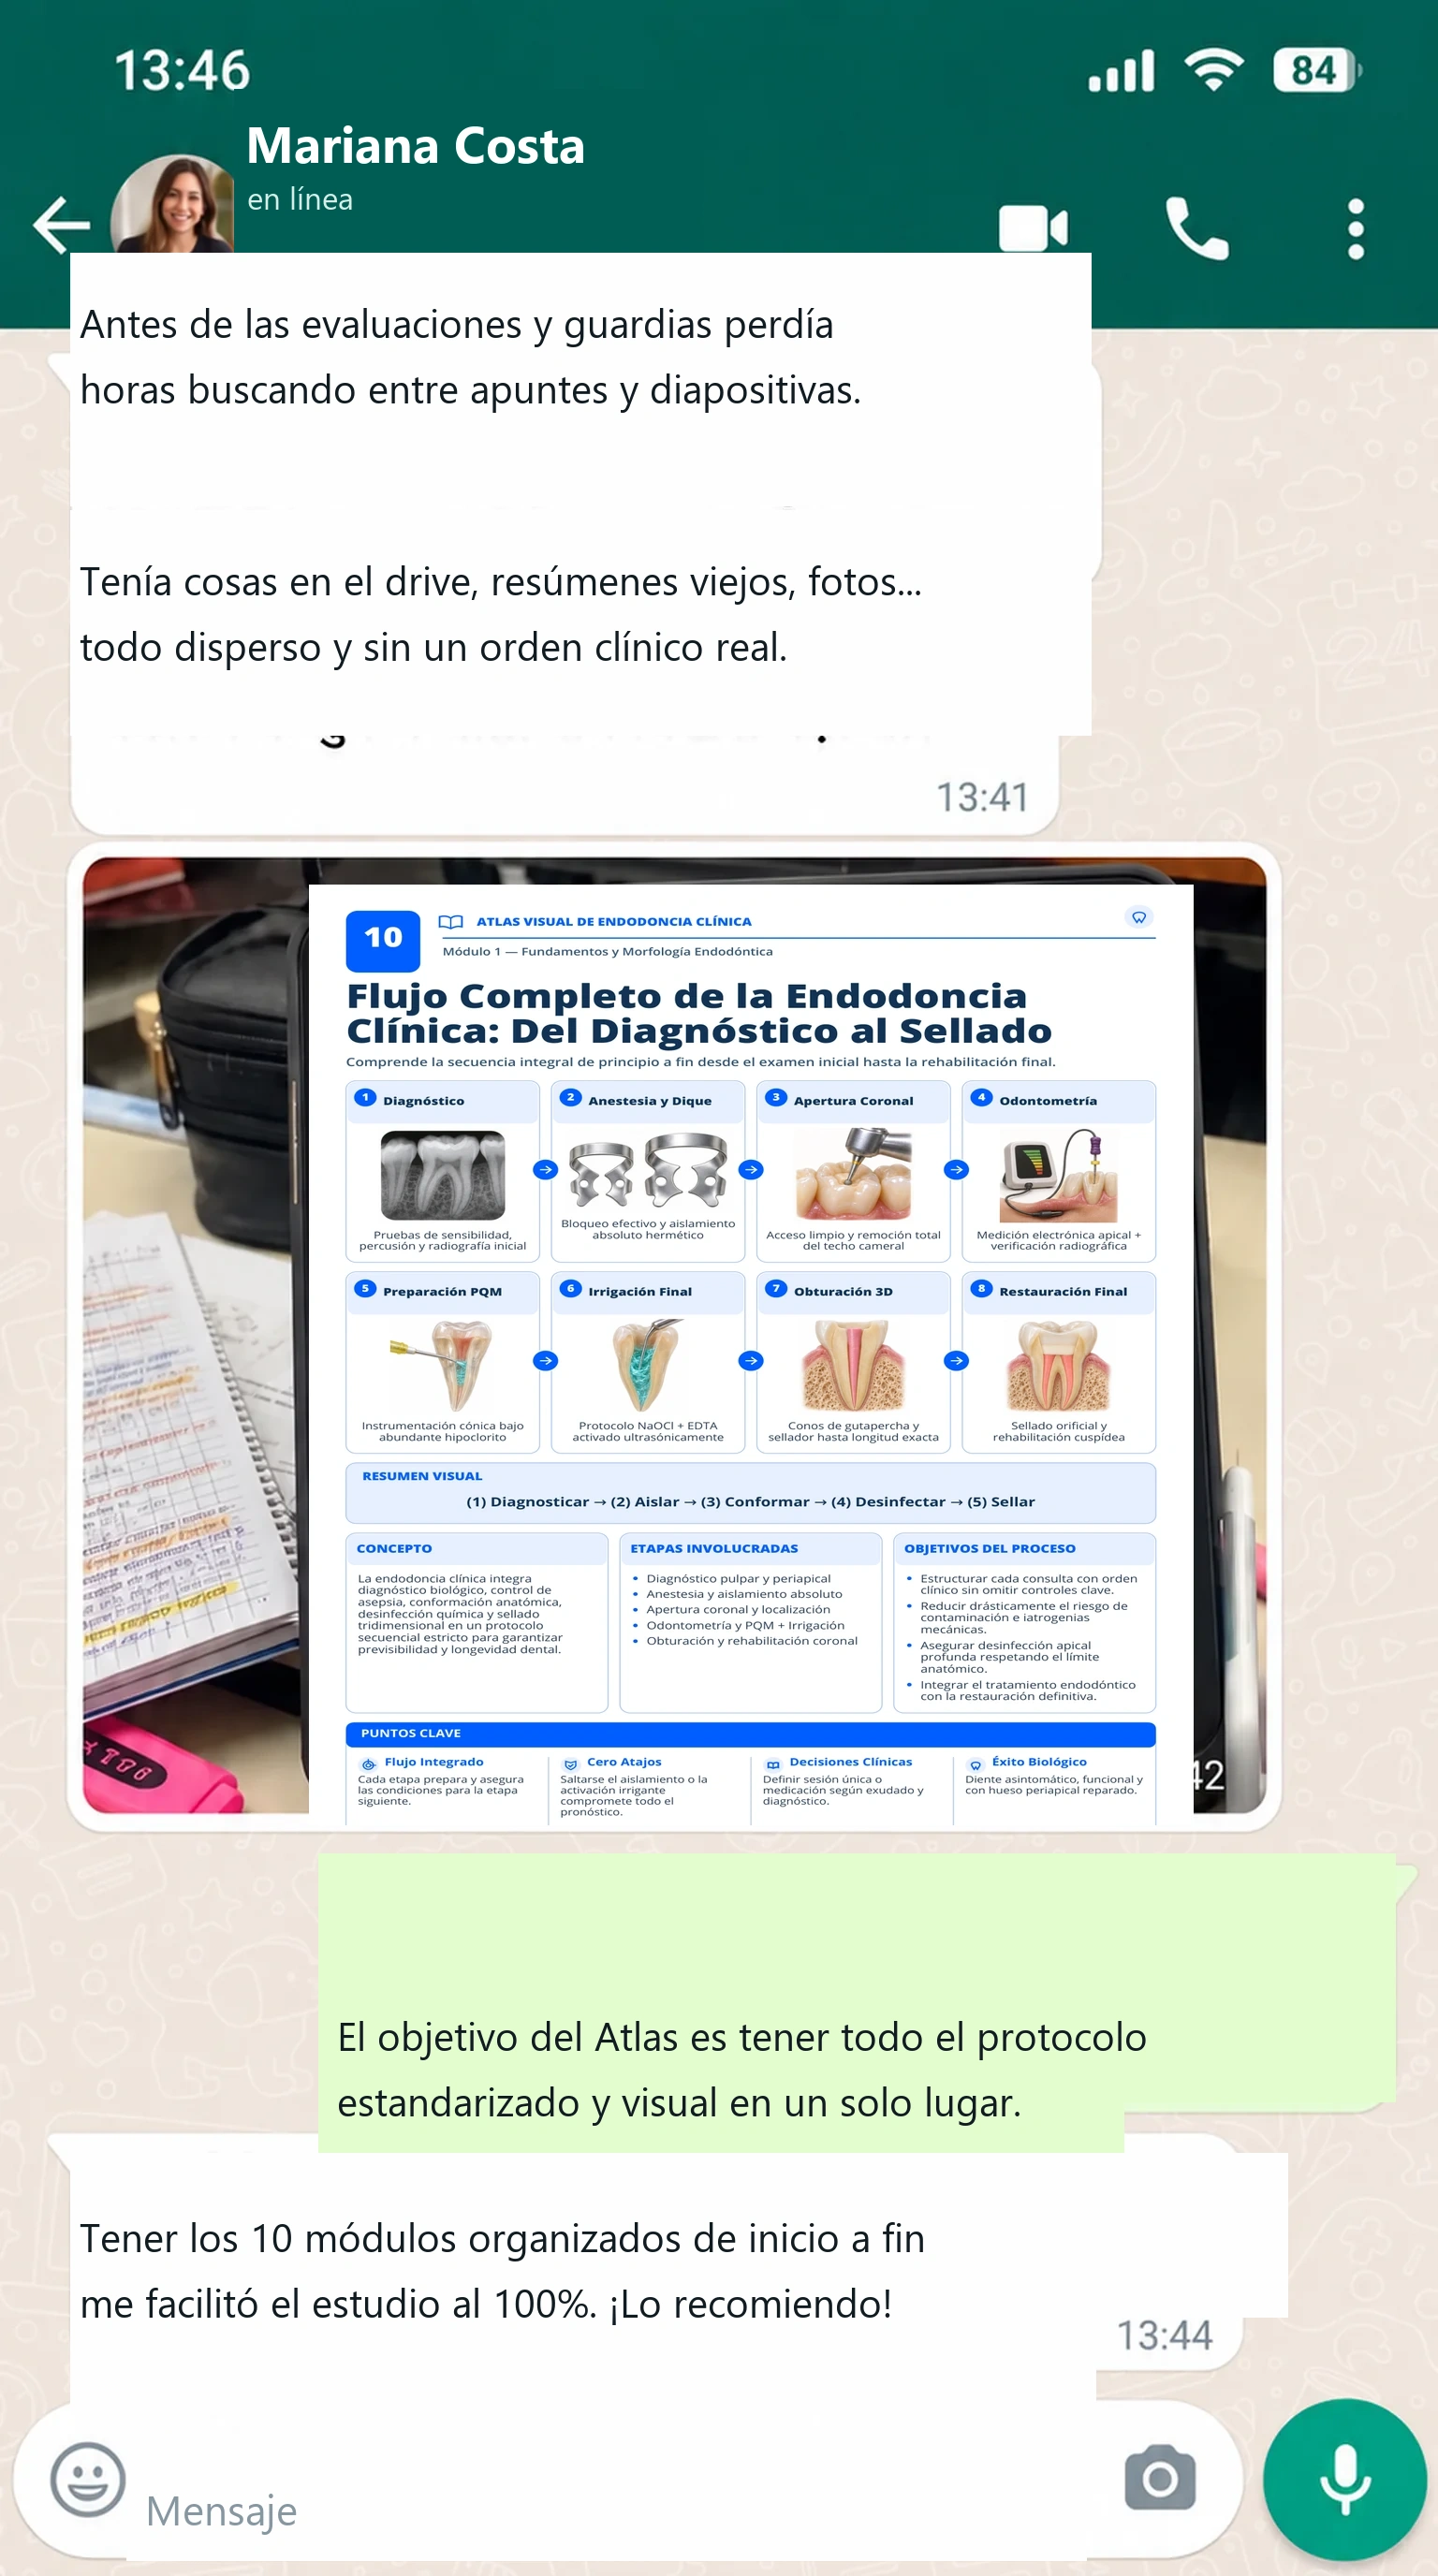 13:46
84
Mariana Costa
en línea
Antes de las evaluaciones y guardias perdía
horas buscando entre apuntes y diapositivas.
Tenía cosas en el drive, resúmenes viejos, fotos...
todo disperso y sin un orden clínico real.
13:41
10
ATLAS VISUAL DE ENDODONCIA CLÍNICA
Módulo 1 — Fundamentos y Morfología Endodóntica
Flujo Completo de la Endodoncia
Clínica: Del Diagnóstico al Sellado
Comprende la secuencia integral de principio a fin desde el examen inicial hasta la rehabilitación final.
1 Diagnóstico
Pruebas de sensibilidad,
percusión y radiografía inicial
2 Anestesia y Dique
Bloqueo efectivo y aislamiento
absoluto hermético
3 Apertura Coronal
Acceso limpio y remoción total
del techo cameral
4 Odontometría
Medición electrónica apical +
verificación radiográfica
5 Preparación PQM
Instrumentación cónica bajo
abundante hipoclorito
6 Irrigación Final
Protocolo NaOCl + EDTA
activado ultrasónicamente
7 Obturación 3D
Conos de gutapercha y
sellador hasta longitud exacta
8 Restauración Final
Sellado orificial y
rehabilitación cuspídea
RESUMEN VISUAL
(1) Diagnosticar → (2) Aislar → (3) Conformar → (4) Desinfectar → (5) Sellar
CONCEPTO
La endodoncia clínica integra
diagnóstico biológico, control de
asepsia, conformación anatómica,
desinfección química y sellado
tridimensional en un protocolo
secuencial estricto para garantizar
previsibilidad y longevidad dental.
ETAPAS INVOLUCRADAS
• Diagnóstico pulpar y periapical
• Anestesia y aislamiento absoluto
• Apertura coronal y localización
• Odontometría y PQM + Irrigación
• Obturación y rehabilitación coronal
OBJETIVOS DEL PROCESO
• Estructurar cada consulta con orden
clínico sin omitir controles clave.
• Reducir drásticamente el riesgo de
contaminación e iatrogenias
mecánicas.
• Asegurar desinfección apical
profunda respetando el límite
anatómico.
• Integrar el tratamiento endodóntico
con la restauración definitiva.
PUNTOS CLAVE
Flujo Integrado
Cada etapa prepara y asegura
las condiciones para la etapa
siguiente.
Cero Atajos
Saltarse el aislamiento o la
activación irrigante
compromete todo el
pronóstico.
Decisiones Clínicas
Definir sesión única o
medicación según exudado y
diagnóstico.
Éxito Biológico
Diente asintomático, funcional y
con hueso periapical reparado.
42
El objetivo del Atlas es tener todo el protocolo
estandarizado y visual en un solo lugar.
Tener los 10 módulos organizados de inicio a fin
me facilitó el estudio al 100%. ¡Lo recomiendo!
13:44
Mensaje